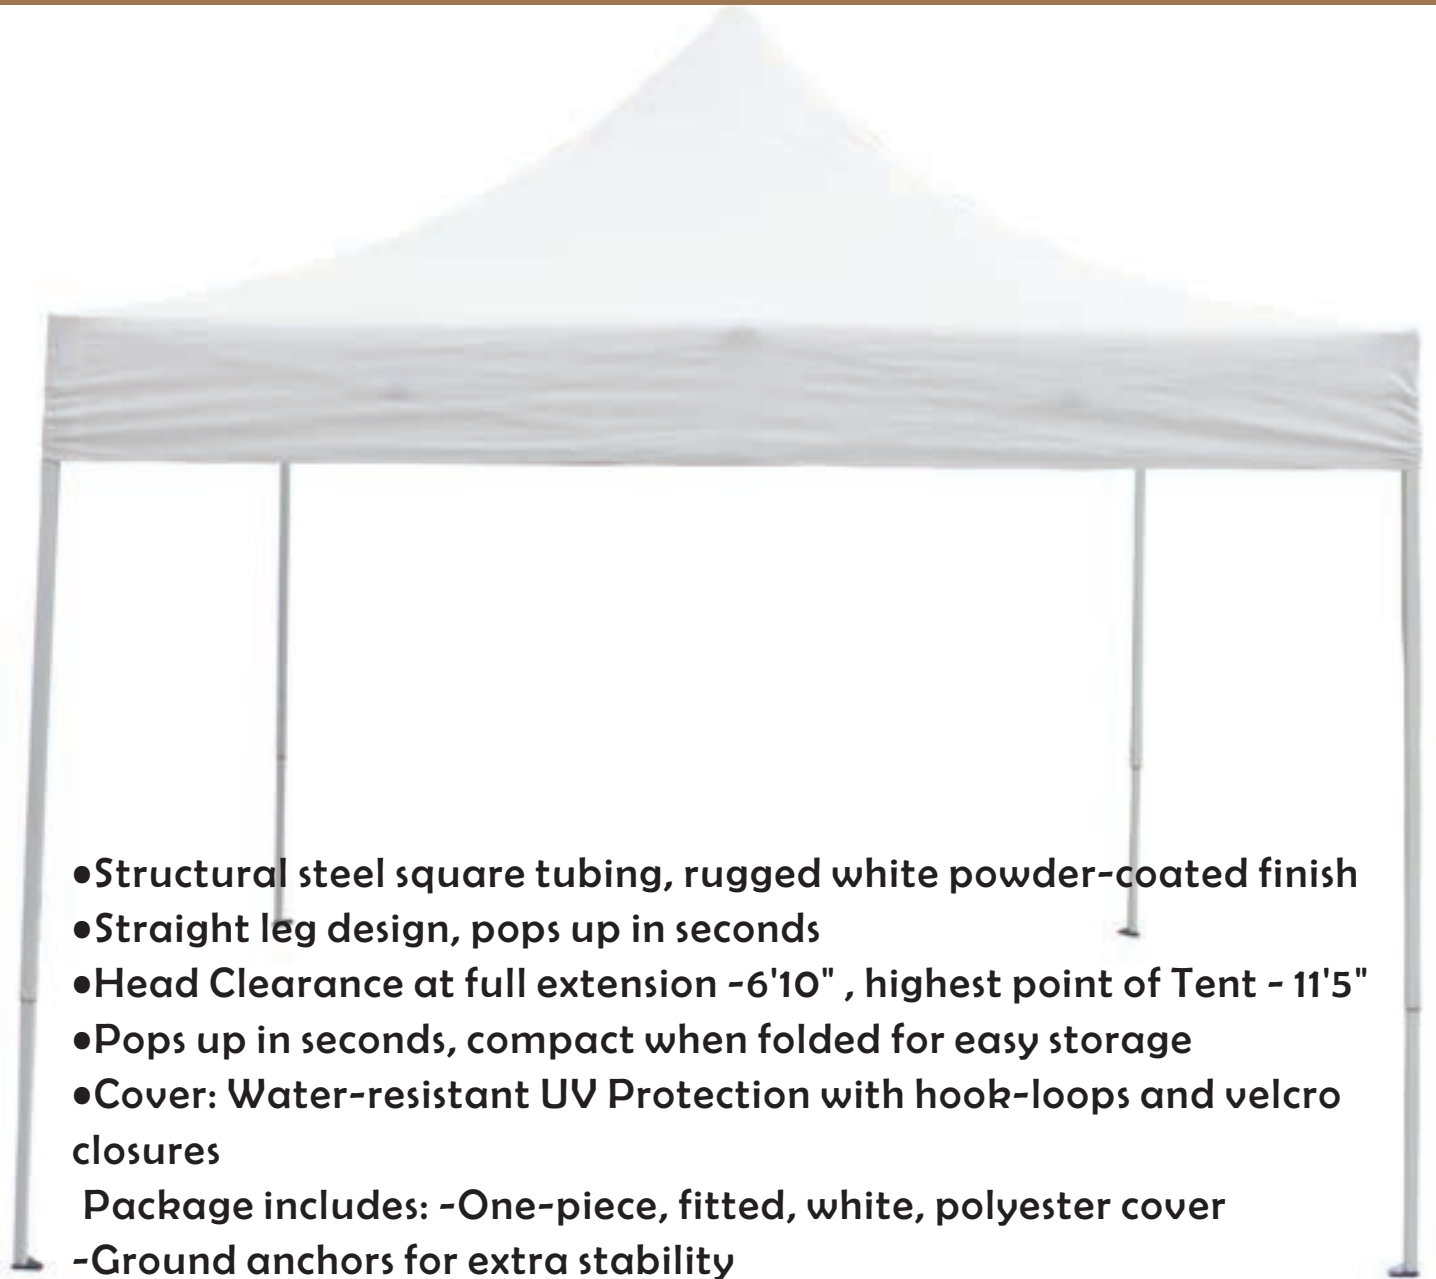 •Structural steel square tubing, rugged white powder-coated finish
•Straight leg design, pops up in seconds
•Head Clearance at full extension -6'10" , highest point of Tent - 11'5"
•Pops up in seconds, compact when folded for easy storage
•Cover: Water-resistant UV Protection with hook-loops and velcro
closures
Package includes: -One-piece, fitted, white, polyester cover
-Ground anchors for extra stability